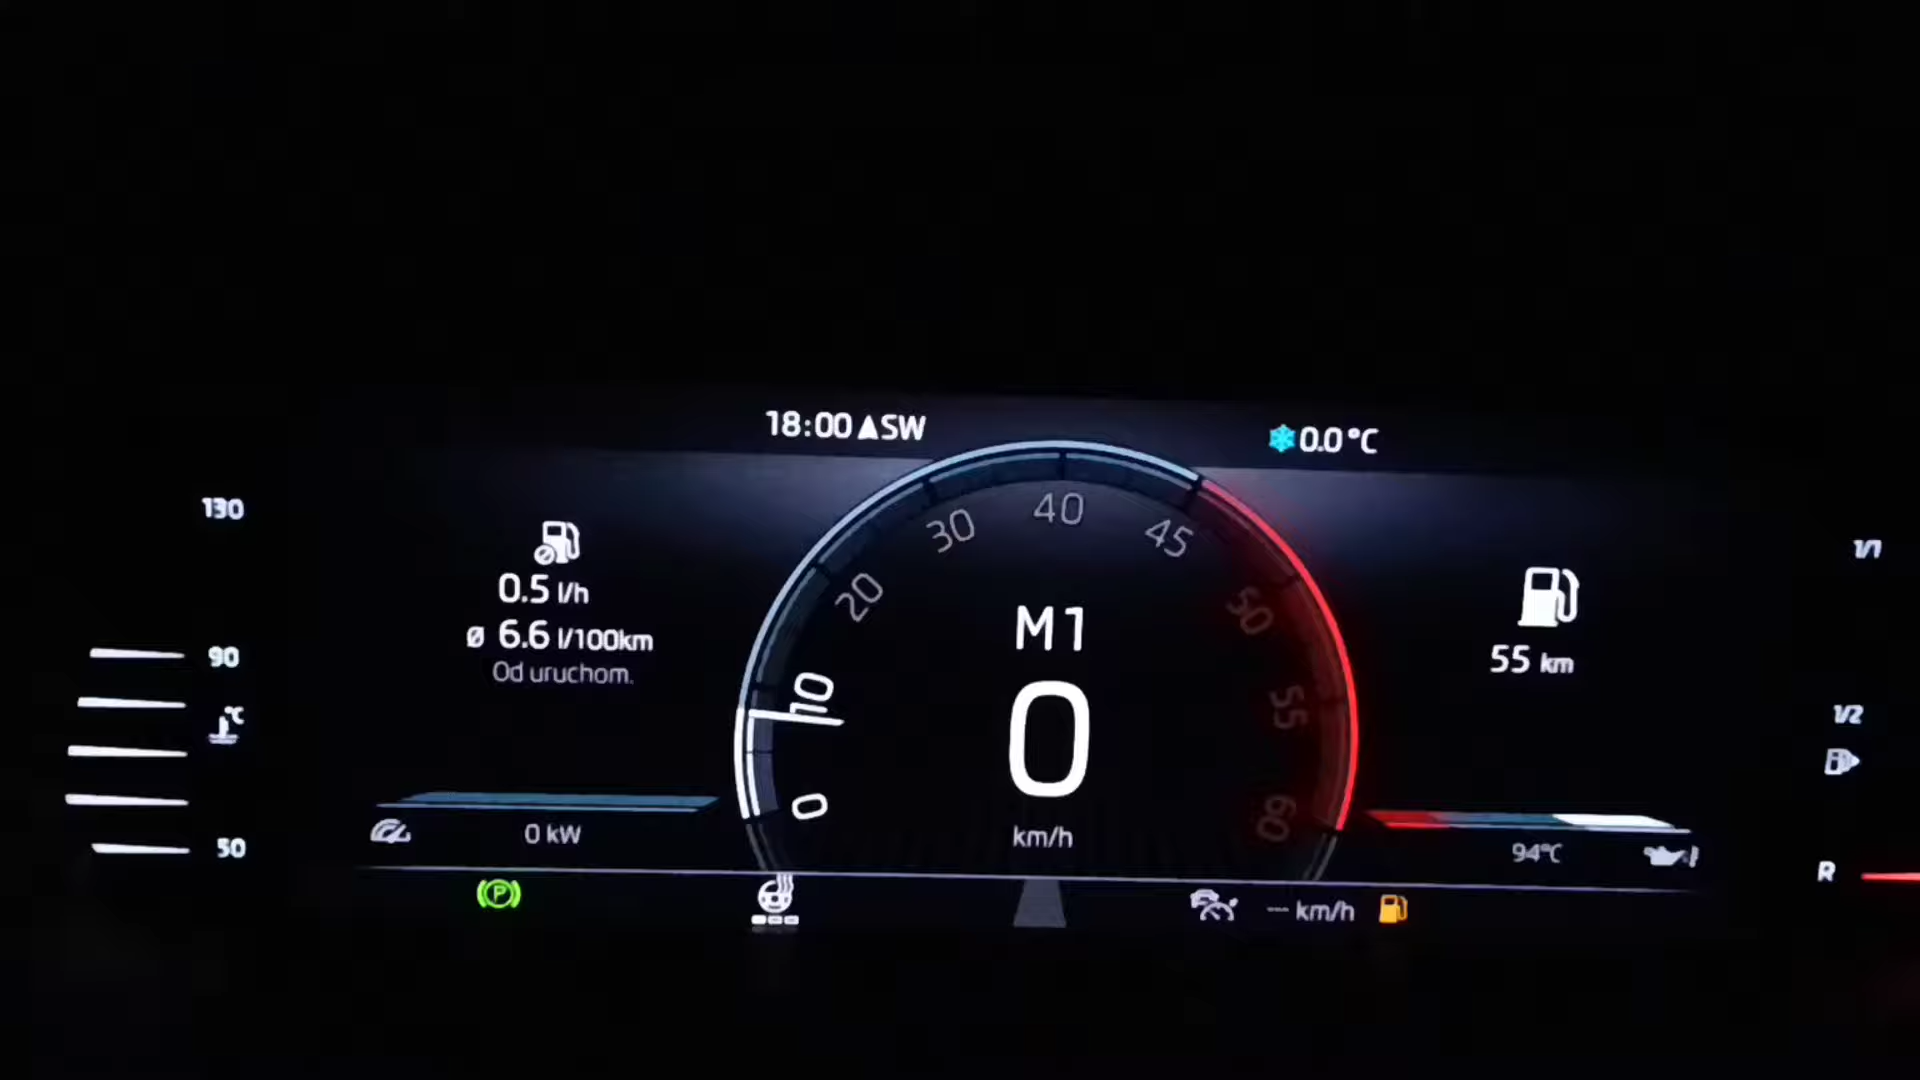 18:00 SW
0.0 °C
130
90
°C
50
0.5 l/h
ø 6.6 l/100km
Od uruchom.
0 kW
0
10
20
30
40
45
50
55
60
M1
0
km/h
55 km
94°C
1/1
1/2
R
P
--- km/h